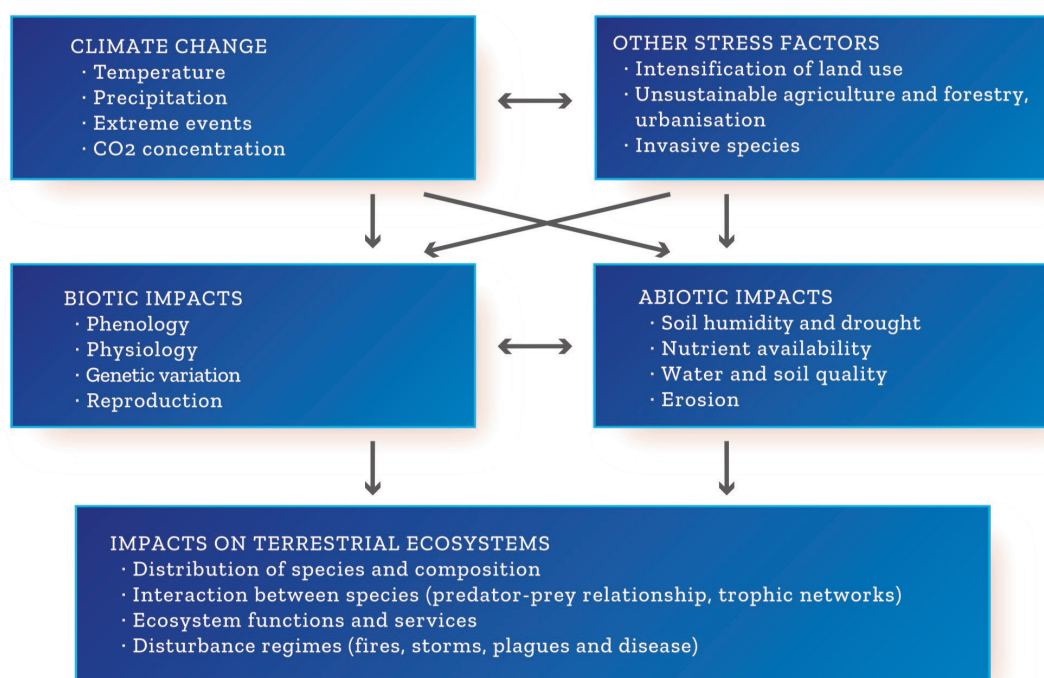 CLIMATE CHANGE
· Temperature
· Precipitation
· Extreme events
· CO2 concentration
OTHER STRESS FACTORS
· Intensification of land use
· Unsustainable agriculture and forestry,
urbanisation
· Invasive species
BIOTIC IMPACTS
· Phenology
· Physiology
· Genetic variation
· Reproduction
ABIOTIC IMPACTS
· Soil humidity and drought
· Nutrient availability
· Water and soil quality
· Erosion
IMPACTS ON TERRESTRIAL ECOSYSTEMS
· Distribution of species and composition
· Interaction between species (predator-prey relationship, trophic networks)
· Ecosystem functions and services
· Disturbance regimes (fires, storms, plagues and disease)